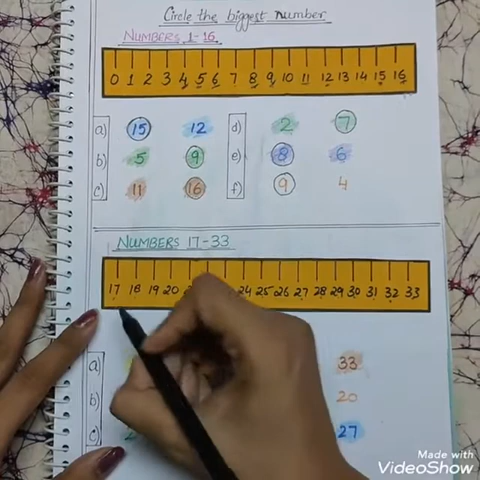 Circle the biggest number
NUMBERS 1-16
0 1 2 3 4 5 6 7 8 9 10 11 12 13 14 15 16
a) 15 12 d) 2 7
b) 5 9 e) 8 6
c) 11 16 f) 9 4
NUMBERS 17-33
17 18 19 20 24 25 26 27 28 29 30 31 32 33
a) 33
b) 20
c) 27
Made with
VideoShow